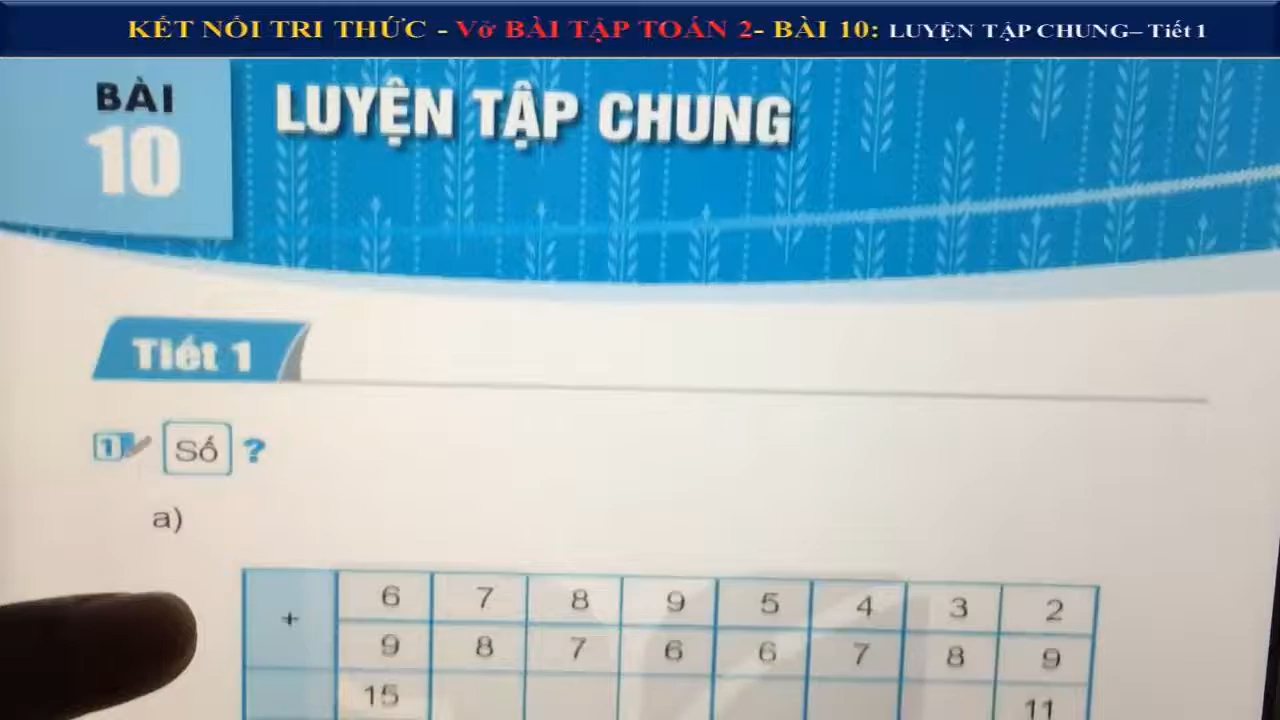 KẾT NỐI TRI THỨC - Vở BÀI TẬP TOÁN 2- BÀI 10: LUYỆN TẬP CHUNG– Tiết 1
BÀI
10
LUYỆN TẬP CHUNG
Tiết 1
1 Số ?
a)
+ 6 7 8 9 5 4 3 2
9 8 7 6 6 7 8 9
15 11